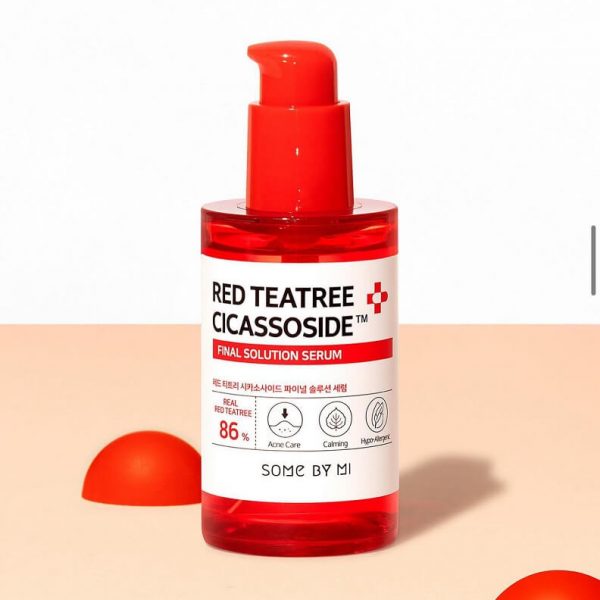 RED TEATREE
CICASSOSIDE™
FINAL SOLUTION SERUM
레드 티트리 시카소사이드 파이널 솔루션 세럼
REAL
RED TEATREE
86 %
Acne Care
Calming
Hypo-Allergenic
SOME BY MI